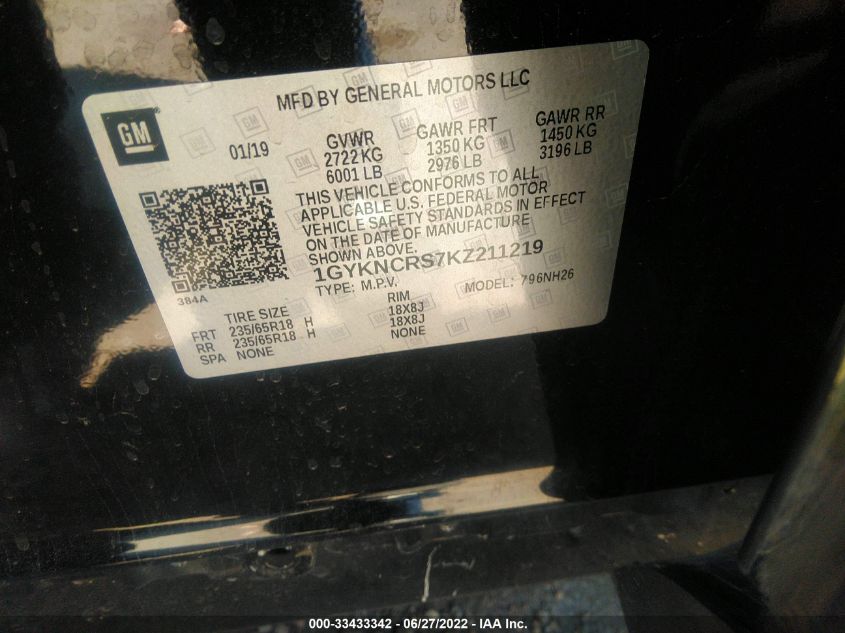 MFD BY GENERAL MOTORS LLC
GM
01/19
GVWR
2722 KG
6001 LB
GAWR FRT
1350 KG
2976 LB
GAWR RR
1450 KG
3196 LB
THIS VEHICLE CONFORMS TO ALL
APPLICABLE U.S. FEDERAL MOTOR
VEHICLE SAFETY STANDARDS IN EFFECT
ON THE DATE OF MANUFACTURE
SHOWN ABOVE.
1GYKNCRS7KZ211219
TYPE: M.P.V. MODEL: 796NH26
384A
TIRE SIZE RIM
FRT 235/65R18 H 18X8J
RR 235/65R18 H 18X8J
SPA NONE NONE
000-33433342 / 06/27/2022 - IAA Inc.